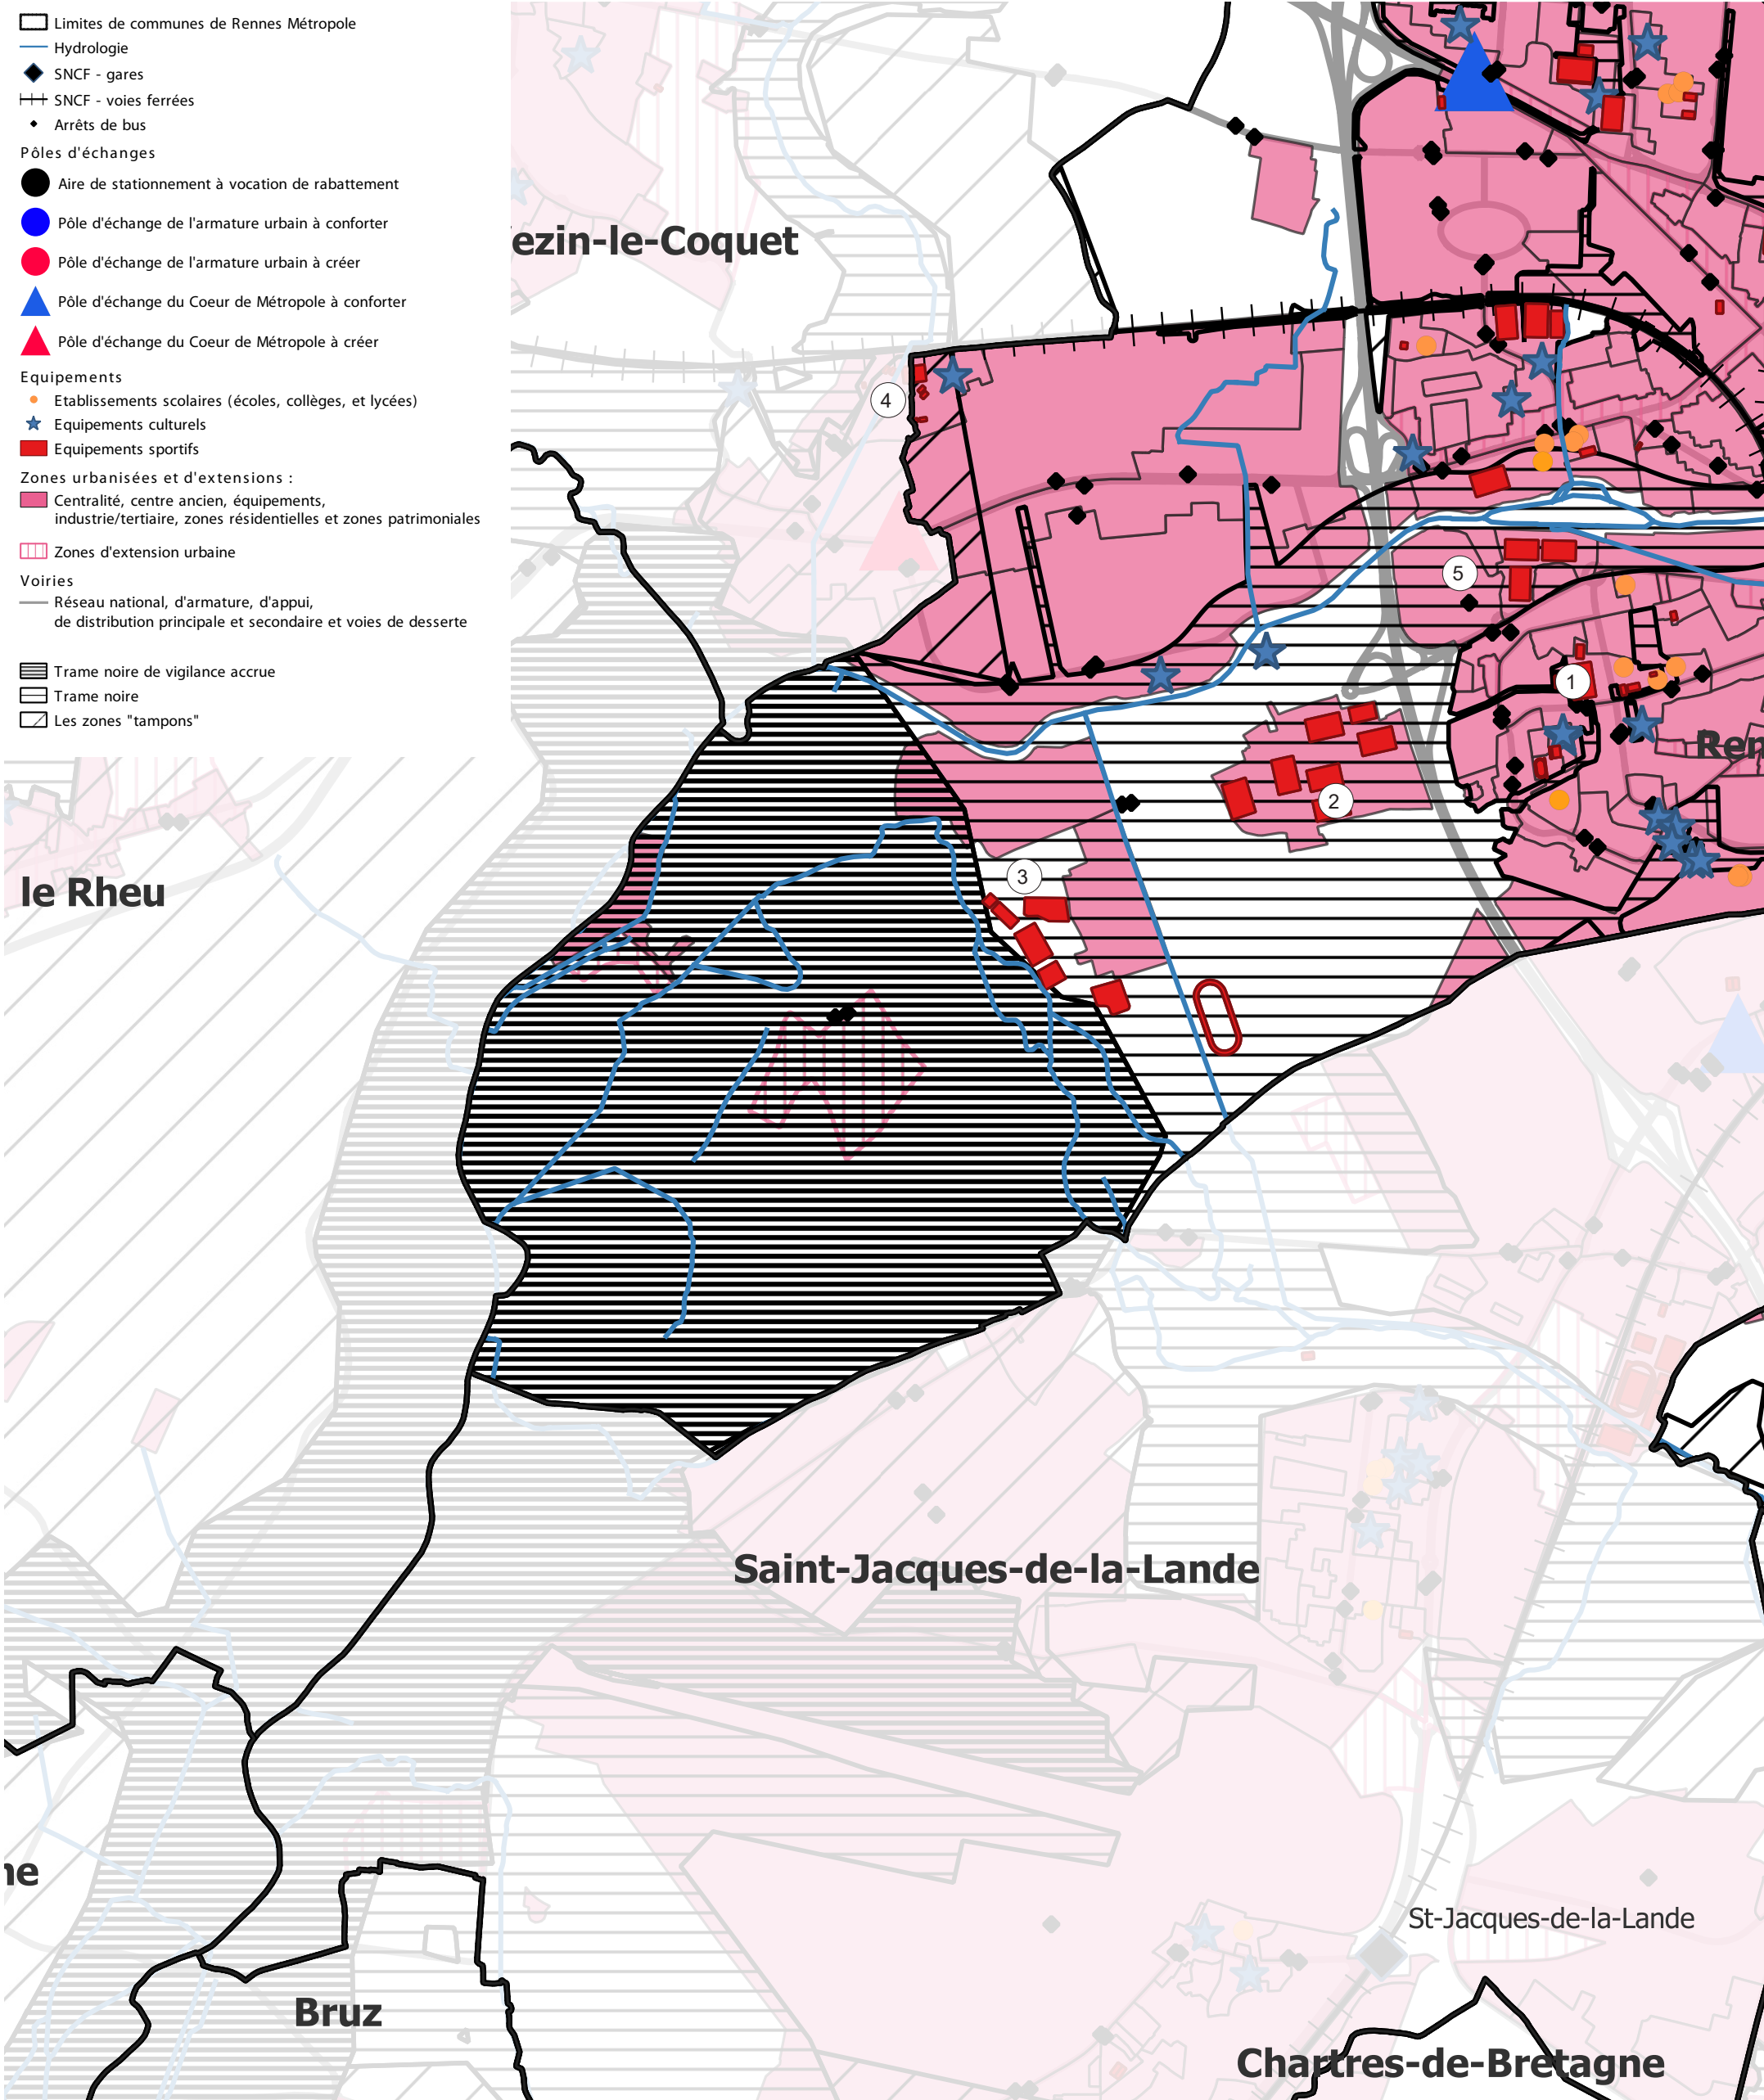 Limites de communes de Rennes Métropole
Hydrologie
SNCF - gares
SNCF - voies ferrées
Arrêts de bus
Pôles d'échanges
Aire de stationnement à vocation de rabattement
Pôle d'échange de l'armature urbain à conforter
Pôle d'échange de l'armature urbain à créer
Pôle d'échange du Coeur de Métropole à conforter
Pôle d'échange du Coeur de Métropole à créer
Equipements
Etablissements scolaires (écoles, collèges, et lycées)
Equipements culturels
Equipements sportifs
Zones urbanisées et d'extensions :
Centralité, centre ancien, équipements,
industrie/tertiaire, zones résidentielles et zones patrimoniales
Zones d'extension urbaine
Voiries
Réseau national, d'armature, d'appui,
de distribution principale et secondaire et voies de desserte
Trame noire de vigilance accrue
Trame noire
Les zones "tampons"
ezin-le-Coquet
4
5
1
Ren
2
3
le Rheu
Saint-Jacques-de-la-Lande
ne
St-Jacques-de-la-Lande
Bruz
Chartres-de-Bretagne